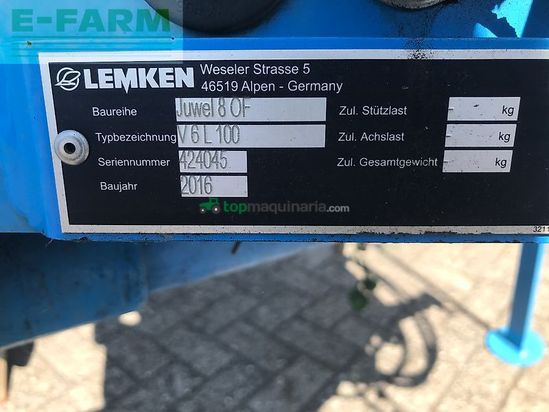 E-FARM
LEMKEN
Weseler Strasse 5
46519 Alpen - Germany
Baureihe Juwel 8 OF Zul. Stützlast - kg
Typbezeichnung V 6 L 100 Zul. Achslast - kg
Seriennummer 424045 Zul. Gesamtgewicht - kg
Baujahr 2016
topmaquinaria.com